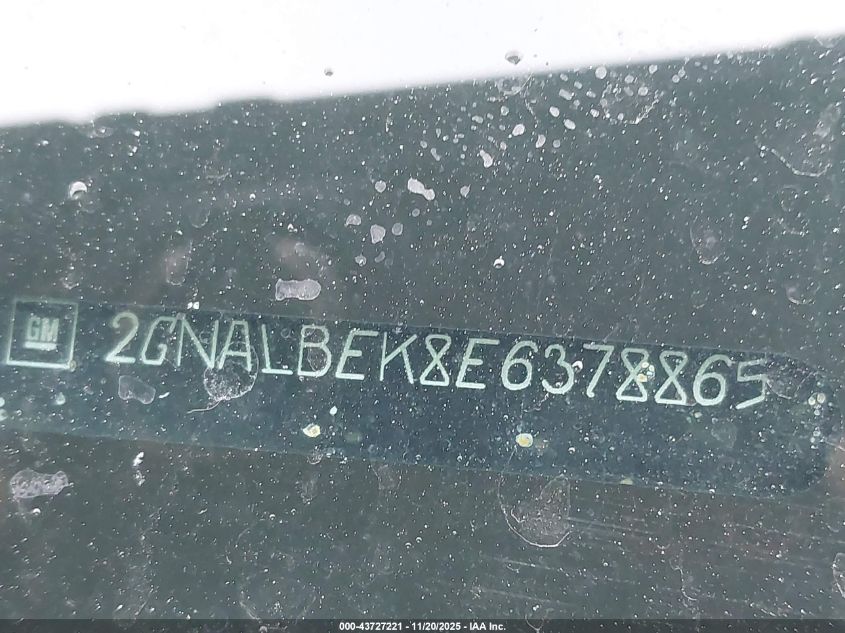 GM 2GNALBEK8E6378865
000-43727221 - 11/20/2025 - IAA Inc.